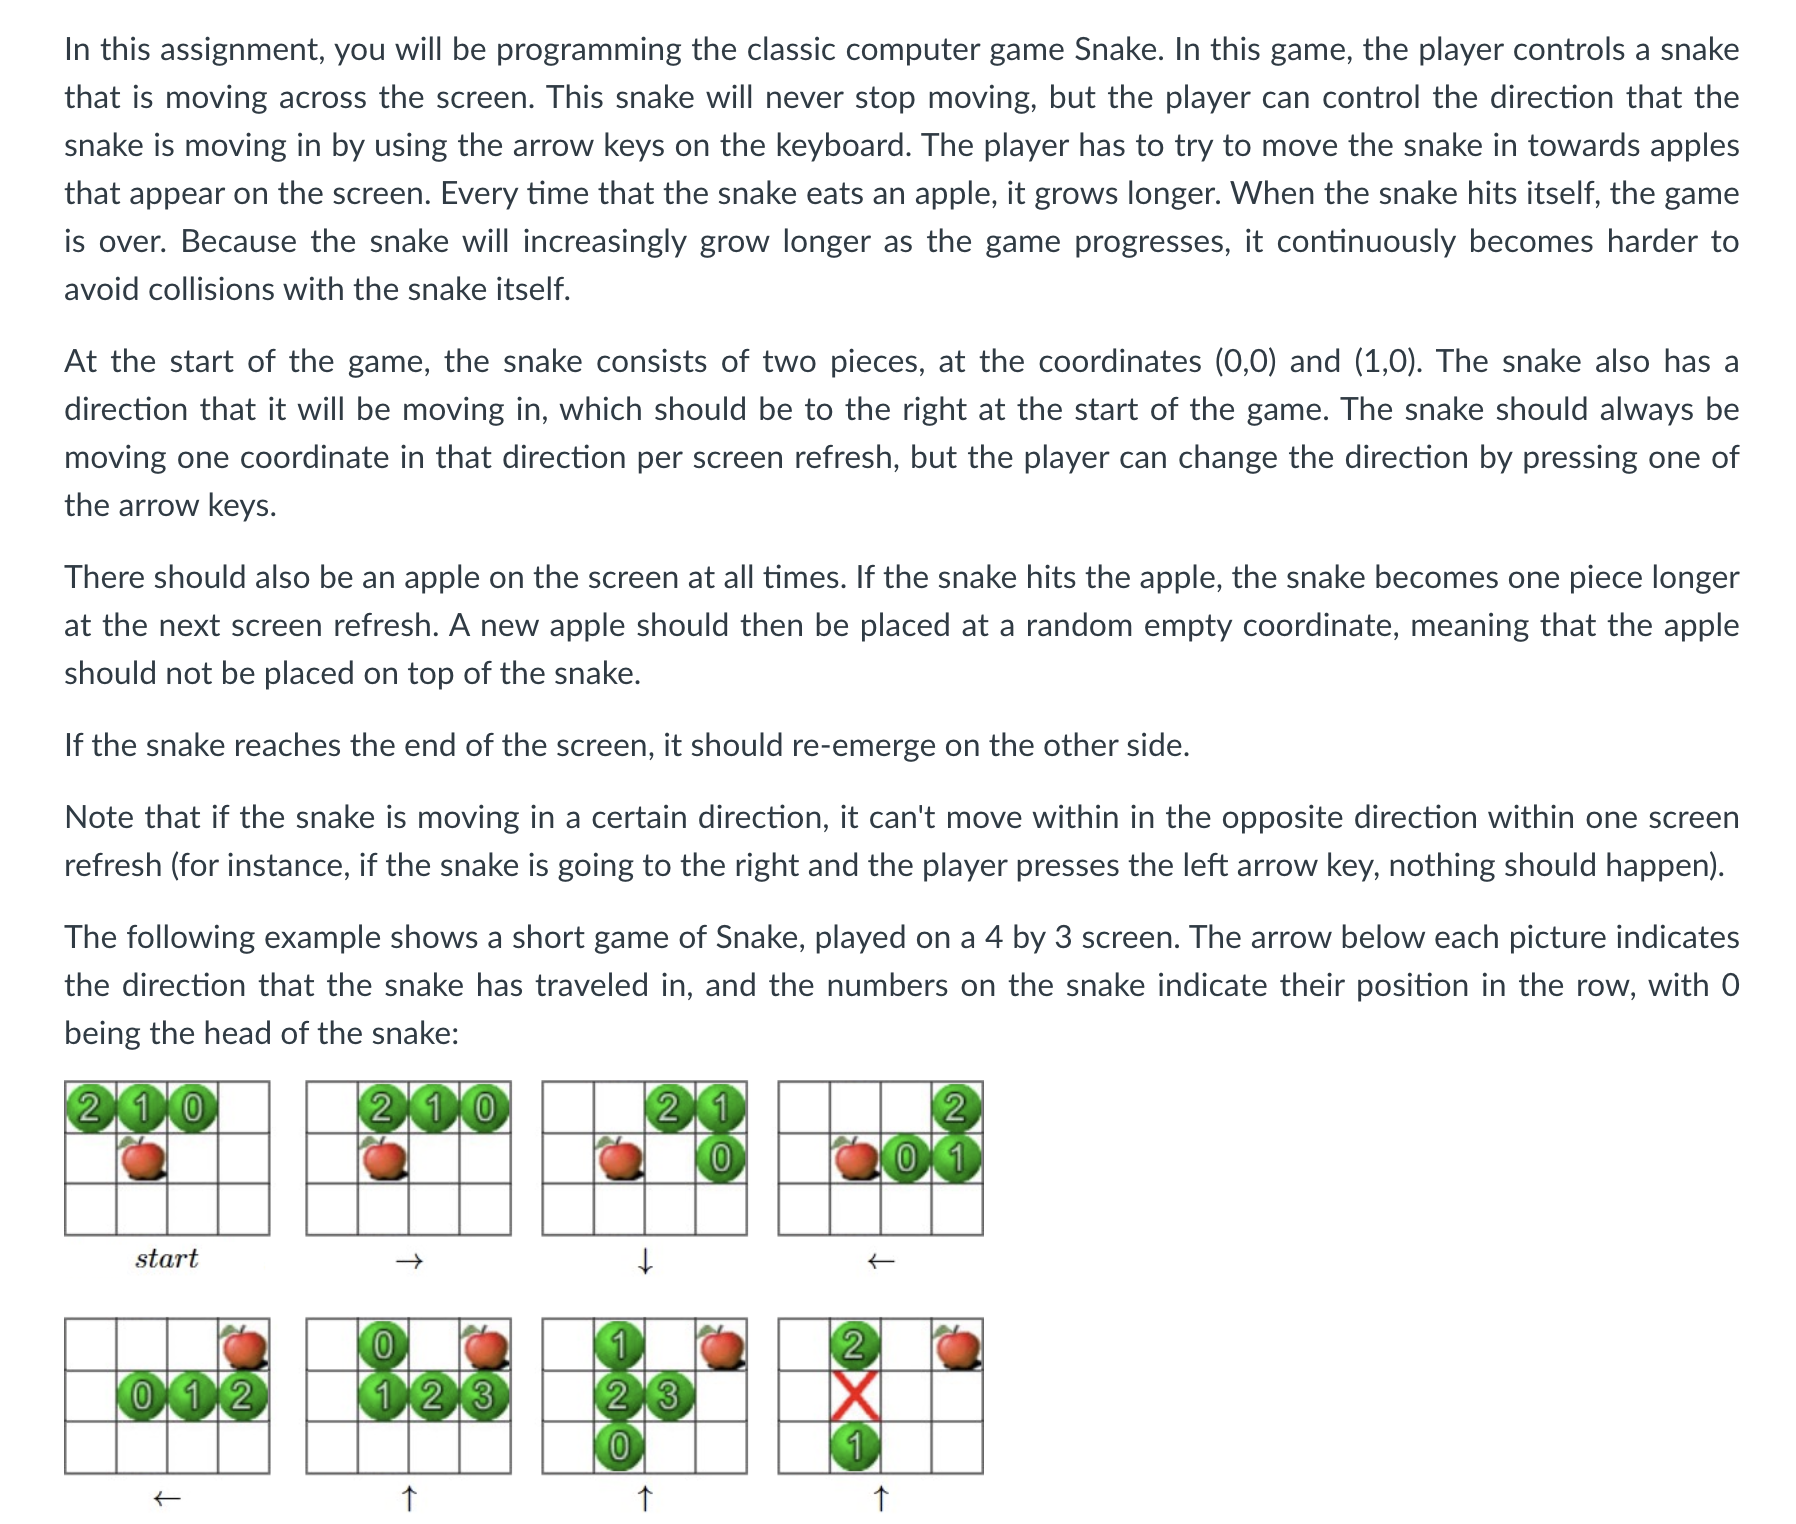 In this assignment, you will be programming the classic computer game Snake. In this game, the player controls a snake
that is moving across the screen. This snake will never stop moving, but the player can control the direction that the
snake is moving in by using the arrow keys on the keyboard. The player has to try to move the snake in towards apples
that appear on the screen. Every time that the snake eats an apple, it grows longer. When the snake hits itself, the game
is over. Because the snake will increasingly grow longer as the game progresses, it continuously becomes harder to
avoid collisions with the snake itself.
At the start of the game, the snake consists of two pieces, at the coordinates (0,0) and (1,0). The snake also has a
direction that it will be moving in, which should be to the right at the start of the game. The snake should always be
moving one coordinate in that direction per screen refresh, but the player can change the direction by pressing one of
the arrow keys.
There should also be an apple on the screen at all times. If the snake hits the apple, the snake becomes one piece longer
at the next screen refresh. A new apple should then be placed at a random empty coordinate, meaning that the apple
should not be placed on top of the snake.
If the snake reaches the end of the screen, it should re-emerge on the other side.
Note that if the snake is moving in a certain direction, it can't move within in the opposite direction within one screen
refresh (for instance, if the snake is going to the right and the player presses the left arrow key, nothing should happen).
The following example shows a short game of Snake, played on a 4 by 3 screen. The arrow below each picture indicates
the direction that the snake has traveled in, and the numbers on the snake indicate their position in the row, with 0
being the head of the snake:
2 1 0 2 1 0 2 1 2
0 0 1
start → ↓ ←
0 1 2
0 1 2 1 2 3 2 3
0 1
← ↑ ↑ ↑